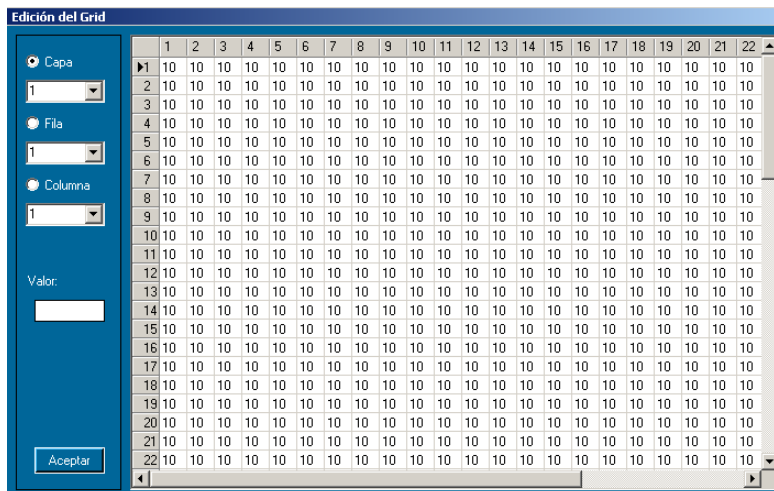 Edición del Grid
Capa
1
Fila
1
Columna
1
Valor:
Aceptar
1 2 3 4 5 6 7 8 9 10 11 12 13 14 15 16 17 18 19 20 21 22
1 10 10 10 10 10 10 10 10 10 10 10 10 10 10 10 10 10 10 10 10 10 10
2 10 10 10 10 10 10 10 10 10 10 10 10 10 10 10 10 10 10 10 10 10 10
3 10 10 10 10 10 10 10 10 10 10 10 10 10 10 10 10 10 10 10 10 10 10
4 10 10 10 10 10 10 10 10 10 10 10 10 10 10 10 10 10 10 10 10 10 10
5 10 10 10 10 10 10 10 10 10 10 10 10 10 10 10 10 10 10 10 10 10 10
6 10 10 10 10 10 10 10 10 10 10 10 10 10 10 10 10 10 10 10 10 10 10
7 10 10 10 10 10 10 10 10 10 10 10 10 10 10 10 10 10 10 10 10 10 10
8 10 10 10 10 10 10 10 10 10 10 10 10 10 10 10 10 10 10 10 10 10 10
9 10 10 10 10 10 10 10 10 10 10 10 10 10 10 10 10 10 10 10 10 10 10
10 10 10 10 10 10 10 10 10 10 10 10 10 10 10 10 10 10 10 10 10 10 10
11 10 10 10 10 10 10 10 10 10 10 10 10 10 10 10 10 10 10 10 10 10 10
12 10 10 10 10 10 10 10 10 10 10 10 10 10 10 10 10 10 10 10 10 10 10
13 10 10 10 10 10 10 10 10 10 10 10 10 10 10 10 10 10 10 10 10 10 10
14 10 10 10 10 10 10 10 10 10 10 10 10 10 10 10 10 10 10 10 10 10 10
15 10 10 10 10 10 10 10 10 10 10 10 10 10 10 10 10 10 10 10 10 10 10
16 10 10 10 10 10 10 10 10 10 10 10 10 10 10 10 10 10 10 10 10 10 10
17 10 10 10 10 10 10 10 10 10 10 10 10 10 10 10 10 10 10 10 10 10 10
18 10 10 10 10 10 10 10 10 10 10 10 10 10 10 10 10 10 10 10 10 10 10
19 10 10 10 10 10 10 10 10 10 10 10 10 10 10 10 10 10 10 10 10 10 10
20 10 10 10 10 10 10 10 10 10 10 10 10 10 10 10 10 10 10 10 10 10 10
21 10 10 10 10 10 10 10 10 10 10 10 10 10 10 10 10 10 10 10 10 10 10
22 10 10 10 10 10 10 10 10 10 10 10 10 10 10 10 10 10 10 10 10 10 10